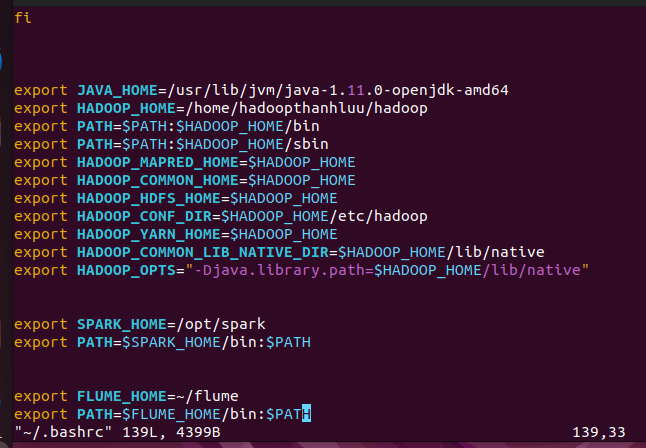 fi
export JAVA_HOME=/usr/lib/jvm/java-1.11.0-openjdk-amd64
export HADOOP_HOME=/home/hadoopthanhluu/hadoop
export PATH=$PATH:$HADOOP_HOME/bin
export PATH=$PATH:$HADOOP_HOME/sbin
export HADOOP_MAPRED_HOME=$HADOOP_HOME
export HADOOP_COMMON_HOME=$HADOOP_HOME
export HADOOP_HDFS_HOME=$HADOOP_HOME
export HADOOP_CONF_DIR=$HADOOP_HOME/etc/hadoop
export HADOOP_YARN_HOME=$HADOOP_HOME
export HADOOP_COMMON_LIB_NATIVE_DIR=$HADOOP_HOME/lib/native
export HADOOP_OPTS="-Djava.library.path=$HADOOP_HOME/lib/native"
export SPARK_HOME=/opt/spark
export PATH=$SPARK_HOME/bin:$PATH
export FLUME_HOME=~/flume
export PATH=$FLUME_HOME/bin:$PATH
"~/.bashrc" 139L, 4399B 139,33